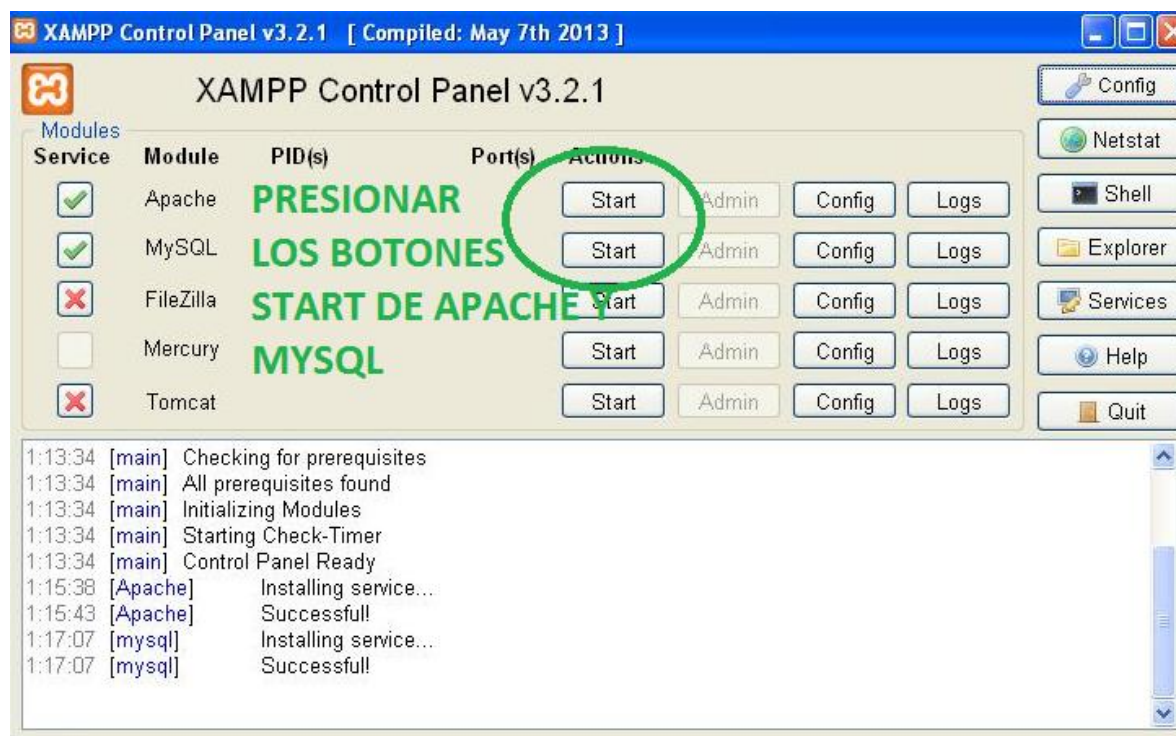 XAMPP Control Panel v3.2.1 [ Compiled: May 7th 2013 ]
XAMPP Control Panel v3.2.1
Config
Modules
Netstat
Service Module PID(s) Port(s) Actions
Apache PRESIONAR Start Admin Config Logs
Shell
MySQL LOS BOTONES Start Admin Config Logs
Explorer
FileZilla START DE APACHE Y Start Admin Config Logs
Services
Mercury MYSQL Start Admin Config Logs
Help
Tomcat Start Admin Config Logs
Quit
1:13:34 [main] Checking for prerequisites
1:13:34 [main] All prerequisites found
1:13:34 [main] Initializing Modules
1:13:34 [main] Starting Check-Timer
1:13:34 [main] Control Panel Ready
1:15:38 [Apache] Installing service...
1:15:43 [Apache] Successful!
1:17:07 [mysql] Installing service...
1:17:07 [mysql] Successful!